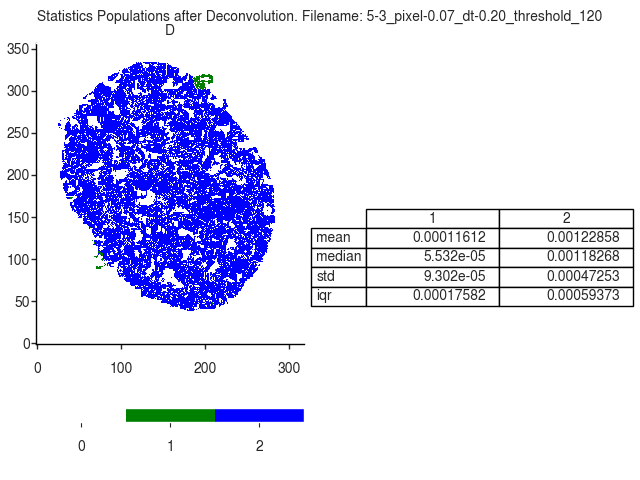 Statistics Populations after Deconvolution. Filename: 5-3_pixel-0.07_dt-0.20_threshold_120
D
350
300
250
200
150
100
50
0
0 100 200 300
1 2
mean 0.00011612 0.00122858
median 5.532e-05 0.00118268
std 9.302e-05 0.00047253
iqr 0.00017582 0.00059373
0 1 2